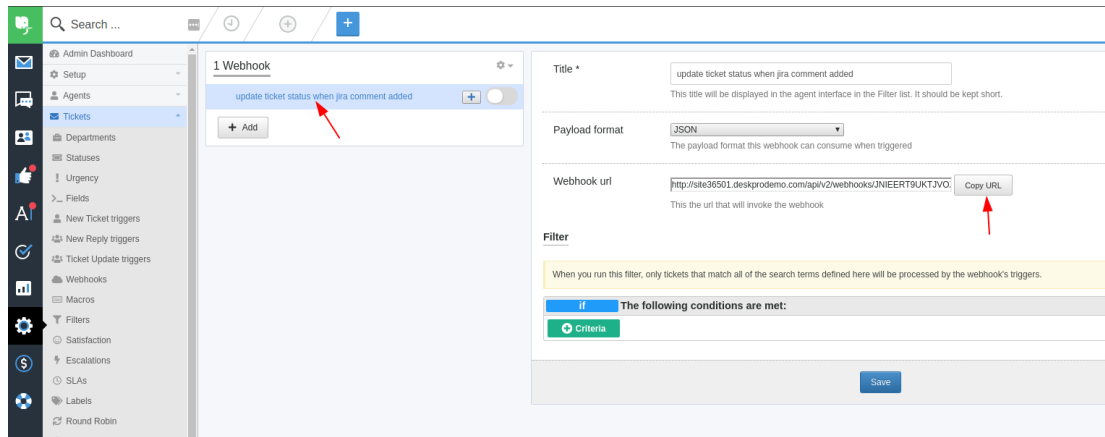 Search ...
Admin Dashboard
Setup
Agents
Tickets
Departments
Statuses
Urgency
Fields
New Ticket triggers
New Reply triggers
Ticket Update triggers
Webhooks
Macros
Filters
Satisfaction
Escalations
SLAs
Labels
Round Robin
1 Webhook
update ticket status when jira comment added
Add
Title *
update ticket status when jira comment added
This title will be displayed in the agent interface in the Filter list. It should be kept short.
Payload format
JSON
The payload format this webhook can consume when triggered
Webhook url
http://site36501.deskprodemo.com/api/v2/webhooks/JNIEERT9UKTJVO
Copy URL
This the url that will invoke the webhook
Filter
When you run this filter, only tickets that match all of the search terms defined here will be processed by the webhook's triggers.
if The following conditions are met:
Criteria
Save